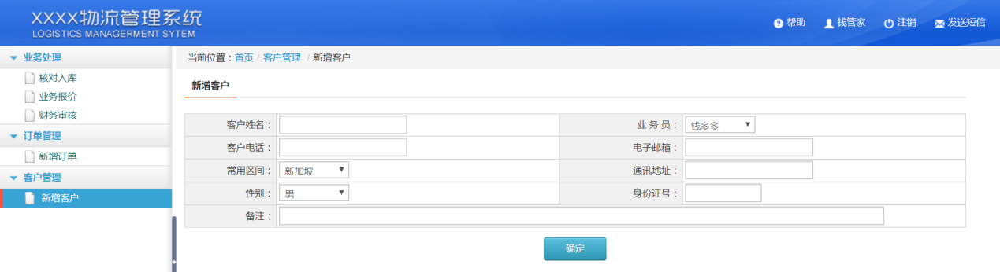 XXXX物流管理系统
LOGISTICS MANAGERMENT SYTEM
帮助 钱管家 注销 发送短信
业务处理
核对入库
业务报价
财务审核
订单管理
新增订单
客户管理
新增客户
当前位置：首页 / 客户管理 / 新增客户
新增客户
客户姓名： 业 务 员： 钱多多
客户电话： 电子邮箱：
常用区间： 新加坡 通讯地址：
性别： 男 身份证号：
备注：
确定